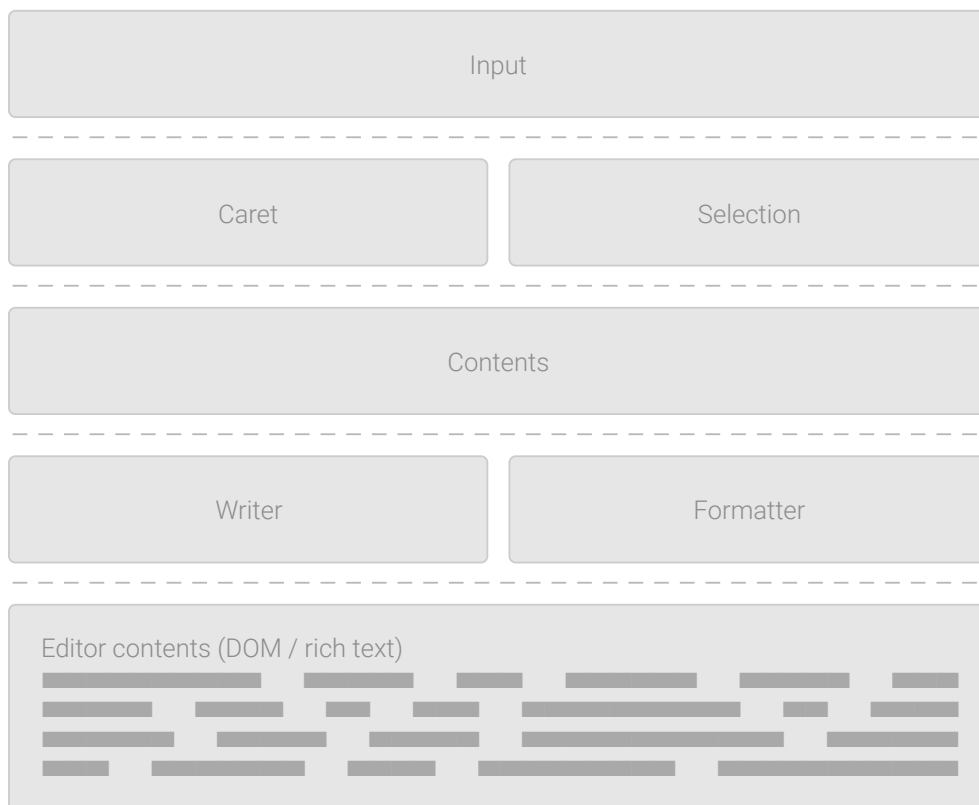 Input
Caret
Selection
Contents
Writer
Formatter
Editor contents (DOM / rich text)